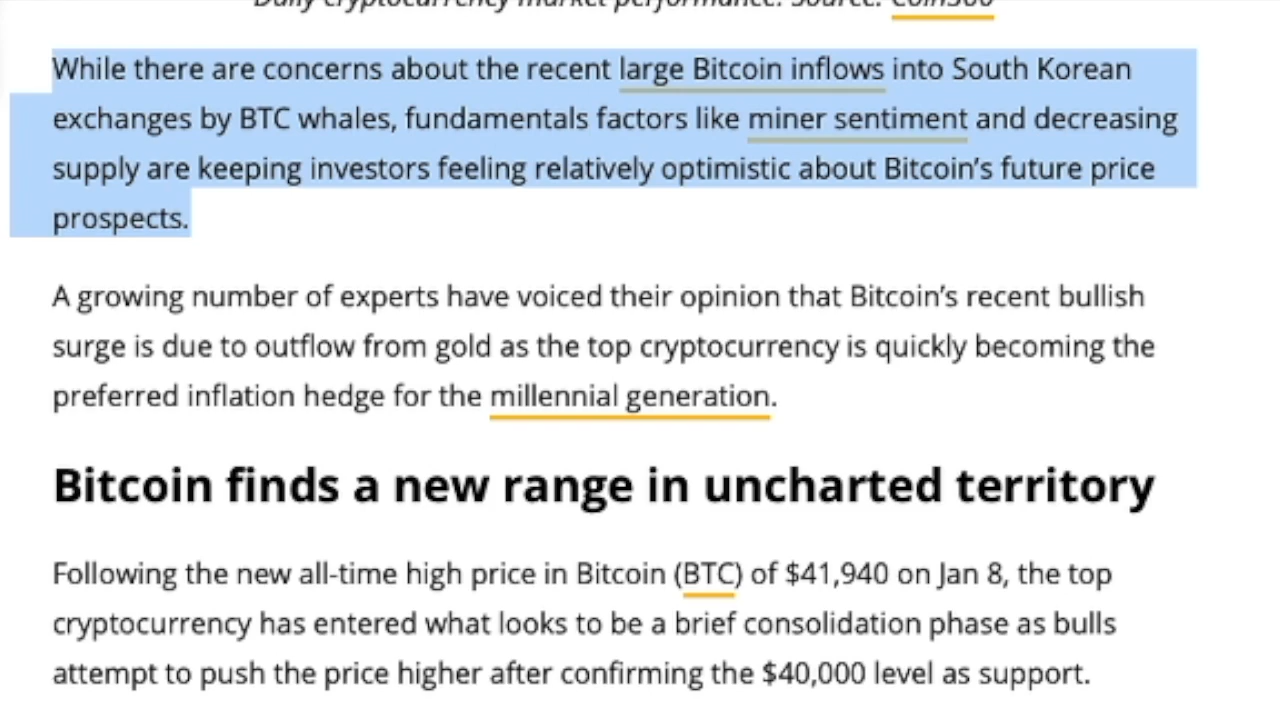 Daily cryptocurrency market performance. Source: Coin360
While there are concerns about the recent large Bitcoin inflows into South Korean
exchanges by BTC whales, fundamentals factors like miner sentiment and decreasing
supply are keeping investors feeling relatively optimistic about Bitcoin’s future price
prospects.
A growing number of experts have voiced their opinion that Bitcoin’s recent bullish
surge is due to outflow from gold as the top cryptocurrency is quickly becoming the
preferred inflation hedge for the millennial generation.
Bitcoin finds a new range in uncharted territory
Following the new all-time high price in Bitcoin (BTC) of $41,940 on Jan 8, the top
cryptocurrency has entered what looks to be a brief consolidation phase as bulls
attempt to push the price higher after confirming the $40,000 level as support.